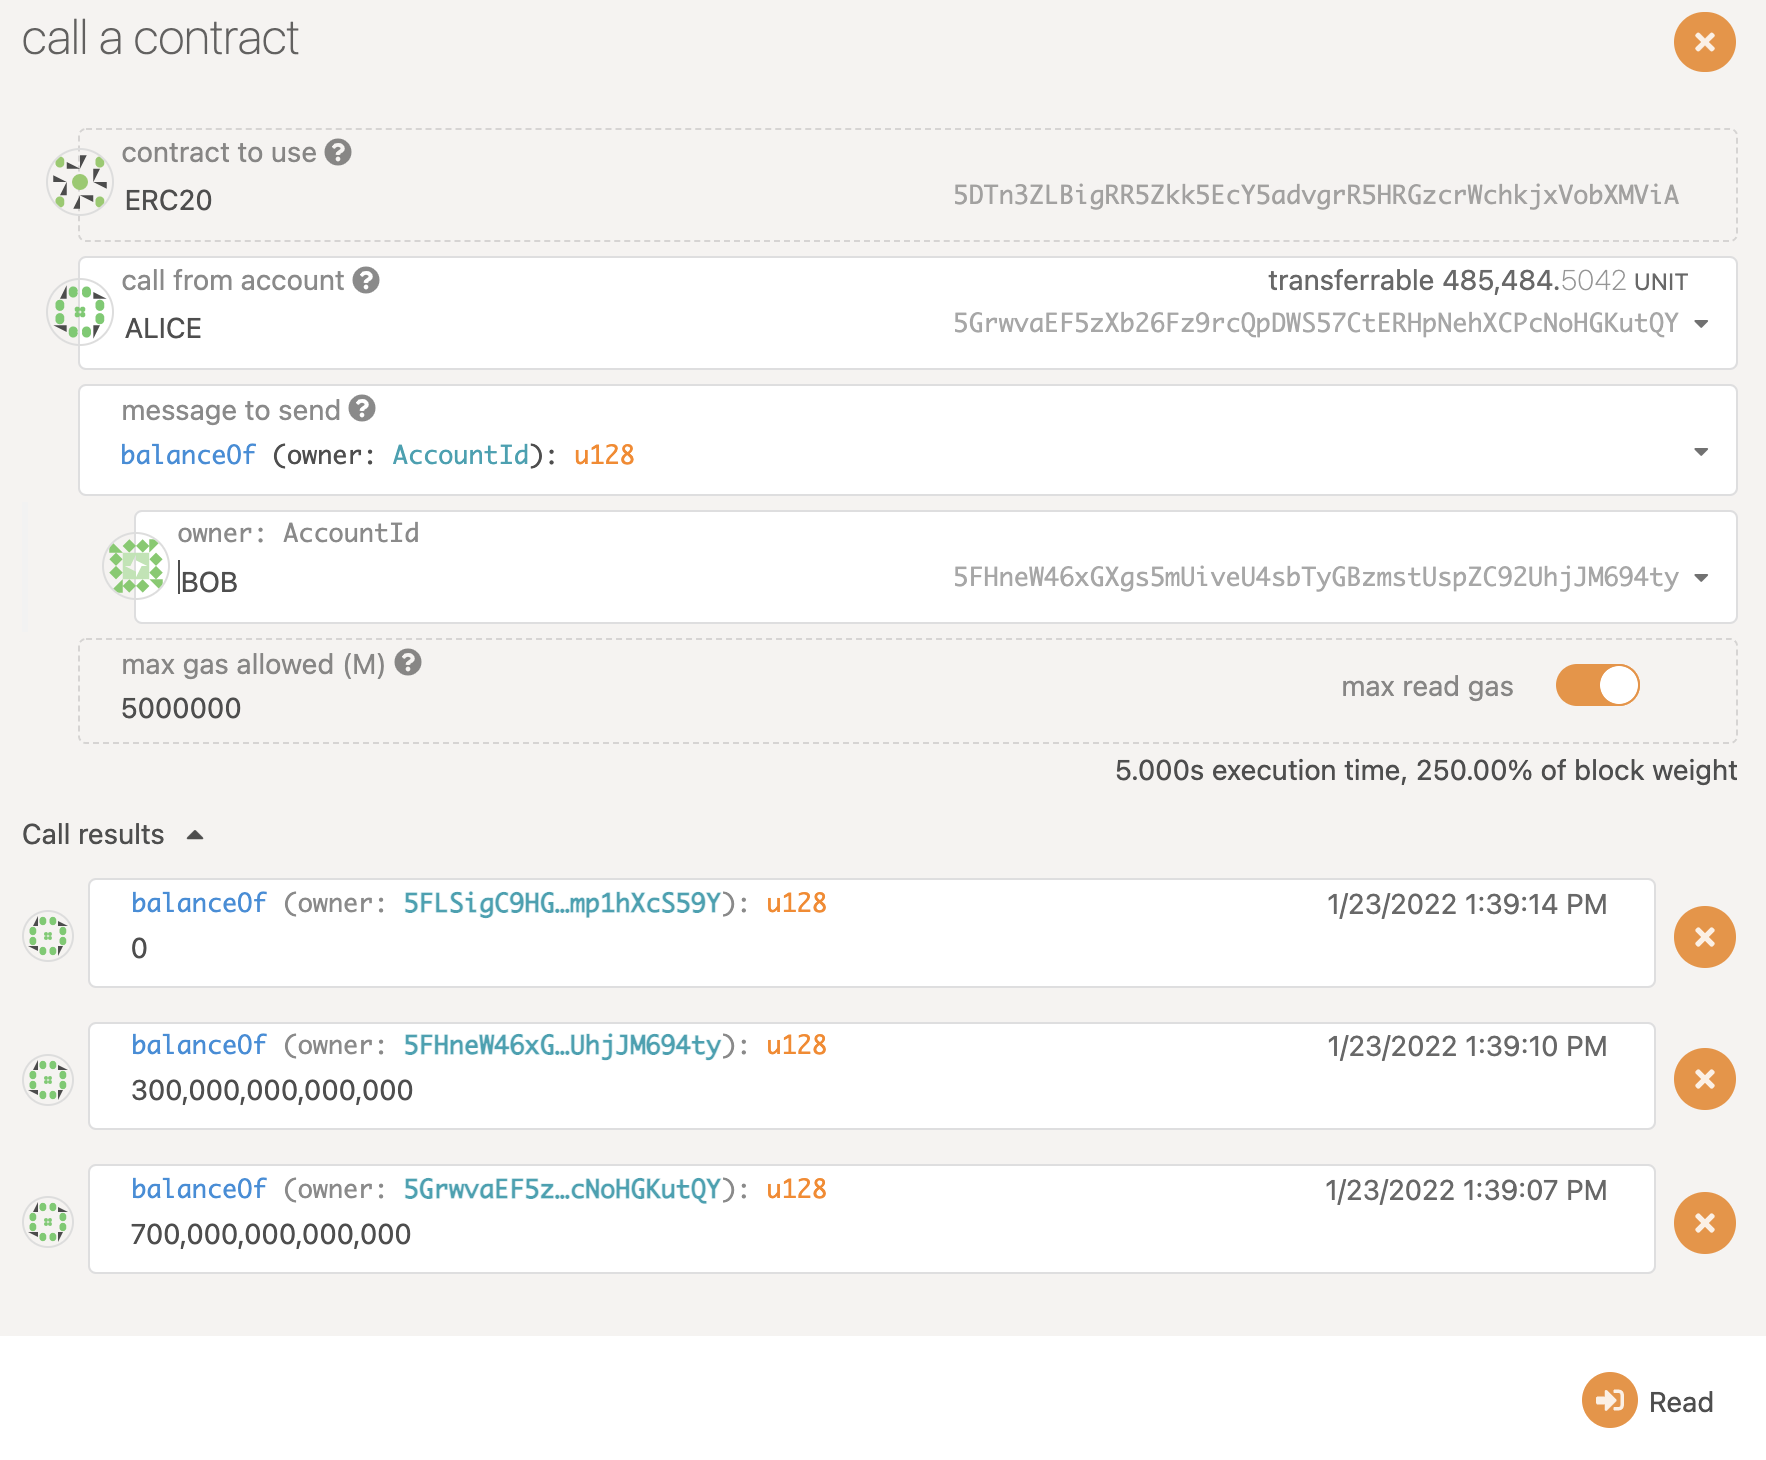 call a contract
contract to use
ERC20 5DTn3ZLBigRR5Zkk5EcY5advgrR5HRGzcrWchkjxVobXMViA
call from account transferrable 485,484.5042 UNIT
ALICE 5GrwvaEF5zXb26Fz9rcQpDWS57CtERHpNehXCPcNoHGKutQY
message to send
balanceOf (owner: AccountId): u128
owner: AccountId
BOB 5FHneW46xGXgs5mUiveU4sbTyGBzmstUspZC92UhjJM694ty
max gas allowed (M)
5000000 max read gas
5.000s execution time, 250.00% of block weight
Call results
balanceOf (owner: 5FLSigC9HG…mp1hXcS59Y): u128 1/23/2022 1:39:14 PM
0
balanceOf (owner: 5FHneW46xG…UhjJM694ty): u128 1/23/2022 1:39:10 PM
300,000,000,000,000
balanceOf (owner: 5GrwvaEF5z…cNoHGKutQY): u128 1/23/2022 1:39:07 PM
700,000,000,000,000
Read